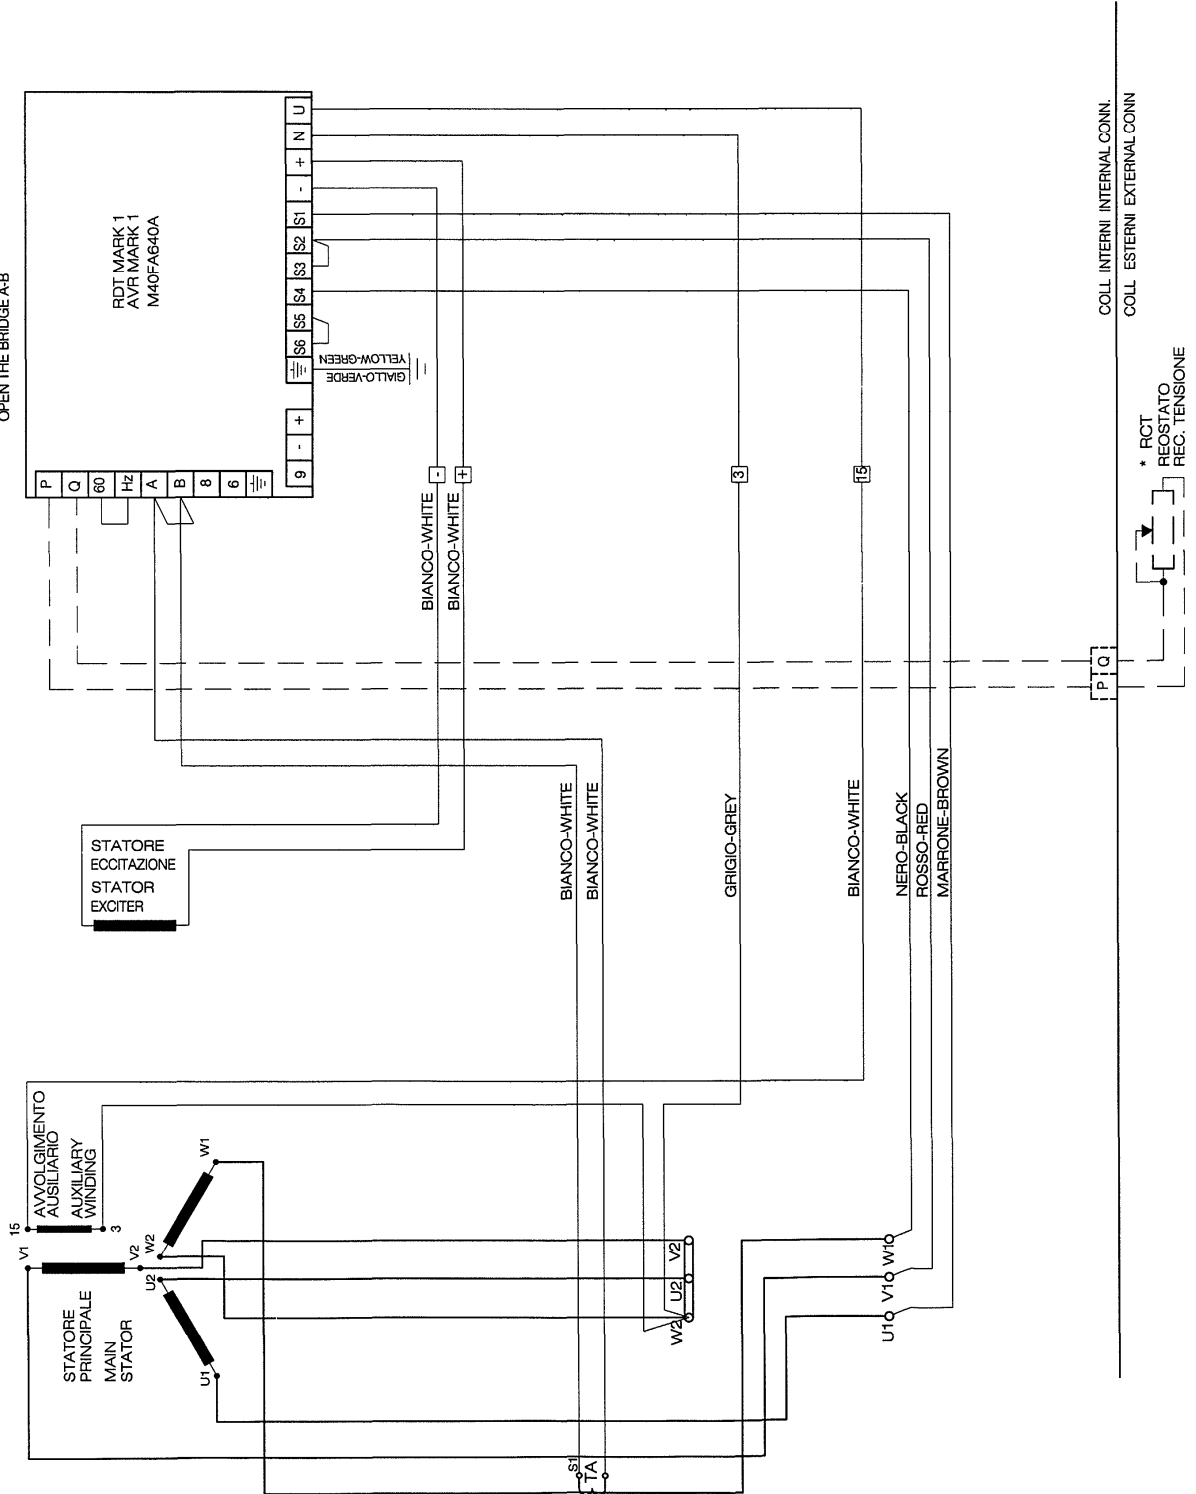 OPEN THE BRIDGE A-B
RDT MARK 1
AVR MARK 1
M40FA640A
U
N
+
-
S1
S2
S3
S4
S5
S6
+
-
9
P
Q
60
Hz
A
B
8
6
GIALLO-VERDE
YELLOW-GREEN
-
+
3
15
BIANCO-WHITE
BIANCO-WHITE
COLL INTERNI INTERNAL CONN.
COLL ESTERNI EXTERNAL CONN
* RCT
REOSTATO
REC. TENSIONE
P
Q
STATORE
ECCITAZIONE
STATOR
EXCITER
BIANCO-WHITE
BIANCO-WHITE
GRIGIO-GREY
BIANCO-WHITE
NERO-BLACK
ROSSO-RED
MARRONE-BROWN
15
AVVOLGIMENTO
AUSILIARIO
AUXILIARY
WINDING
3
V1
V2
W2
W1
U2
U1
STATORE
PRINCIPALE
MAIN
STATOR
V2
U2
W2
W1
V1
U1
S1
TA